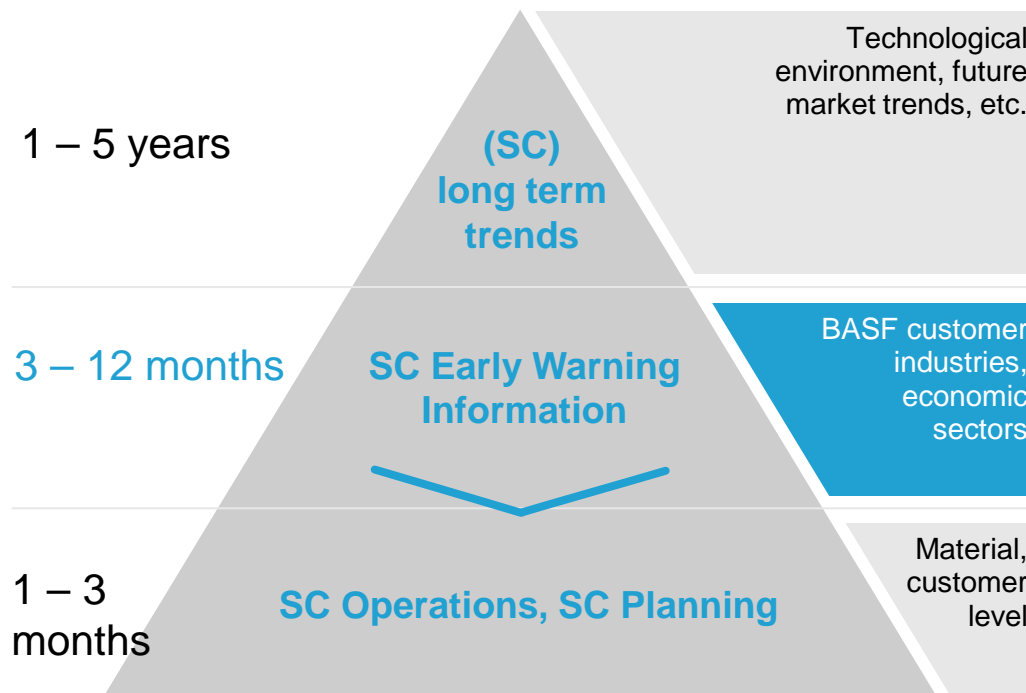 1 – 5 years
(SC)
long term
trends
Technological
environment, future
market trends, etc.
3 – 12 months
SC Early Warning
Information
BASF customer
industries,
economic
sectors
1 – 3
months
SC Operations, SC Planning
Material,
customer
level